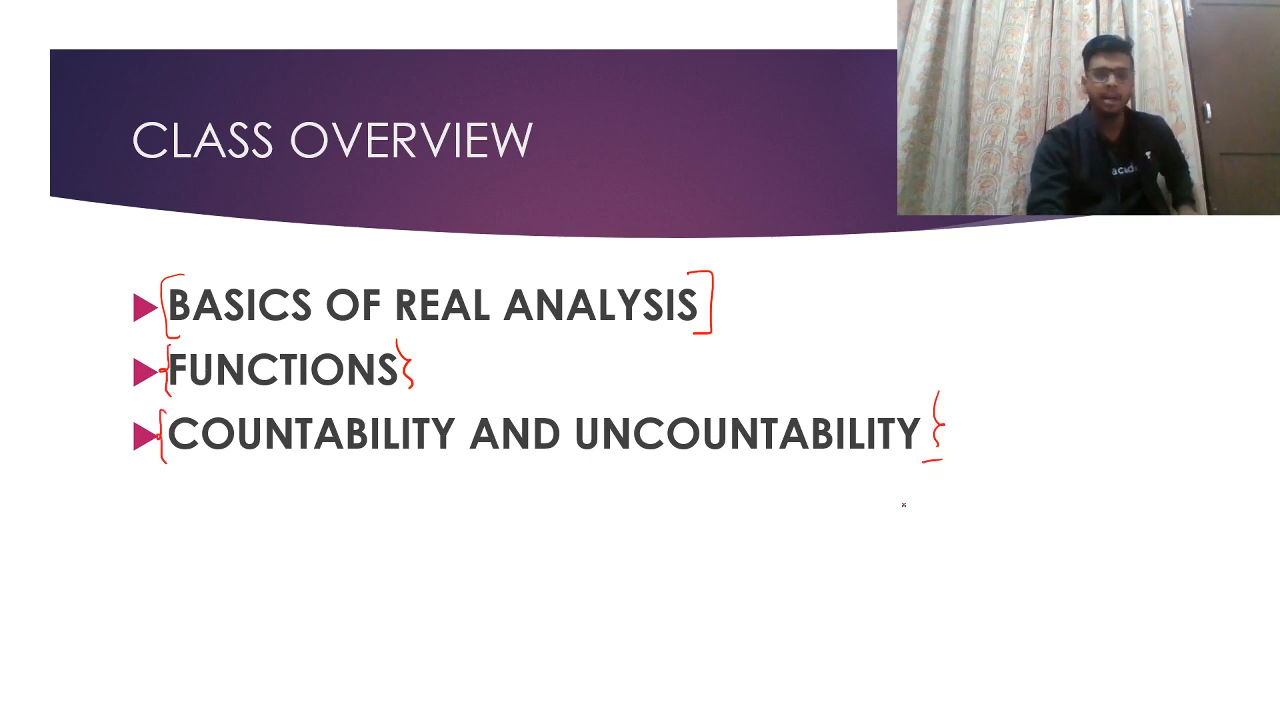 CLASS OVERVIEW
BASICS OF REAL ANALYSIS
FUNCTIONS
COUNTABILITY AND UNCOUNTABILITY